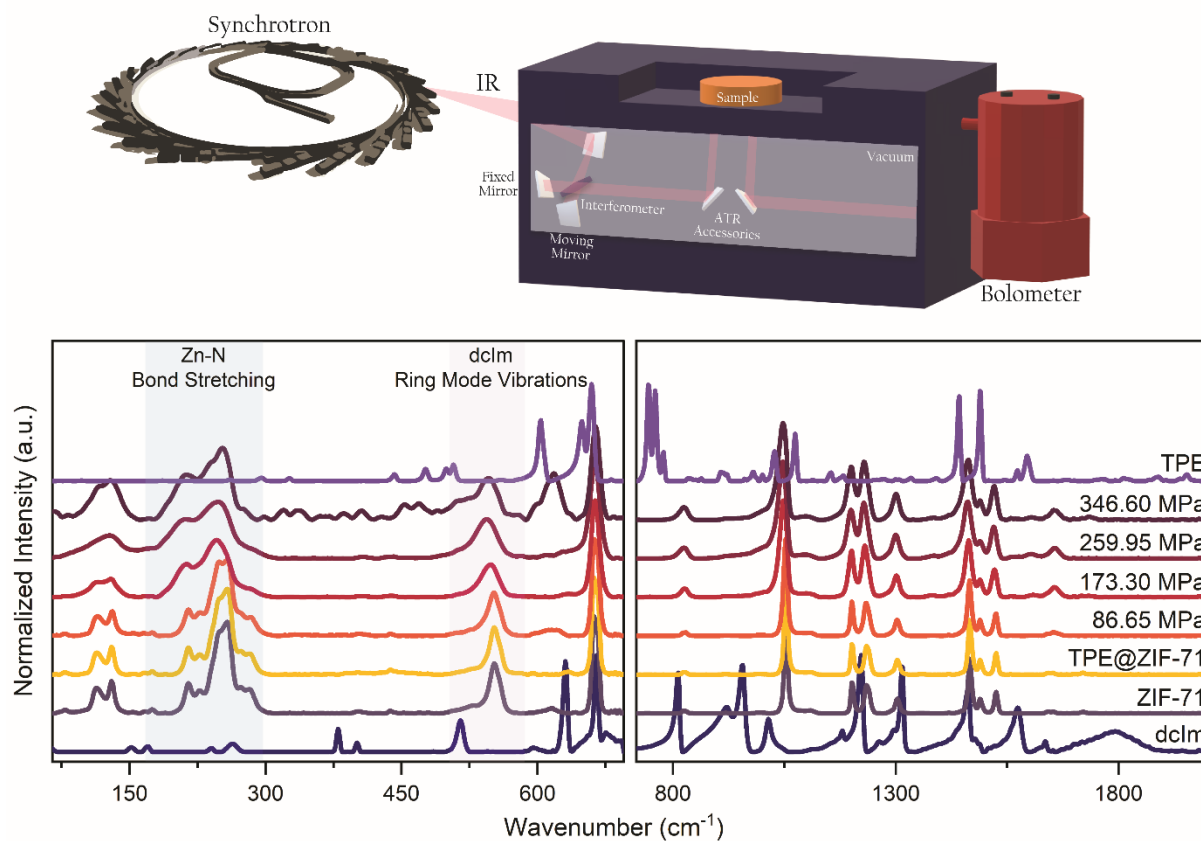 Synchrotron
IR
Sample
Vacuum
Fixed
Mirror
Interferometer
ATR
Accessories
Moving
Mirror
Bolometer
Zn-N
Bond Stretching
dcIm
Ring Mode Vibrations
Normalized Intensity (a.u.)
TPE
346.60 MPa
259.95 MPa
173.30 MPa
86.65 MPa
TPE@ZIF-71
ZIF-71
dcIm
150 300 450 600 800 1300 1800
Wavenumber (cm⁻¹)